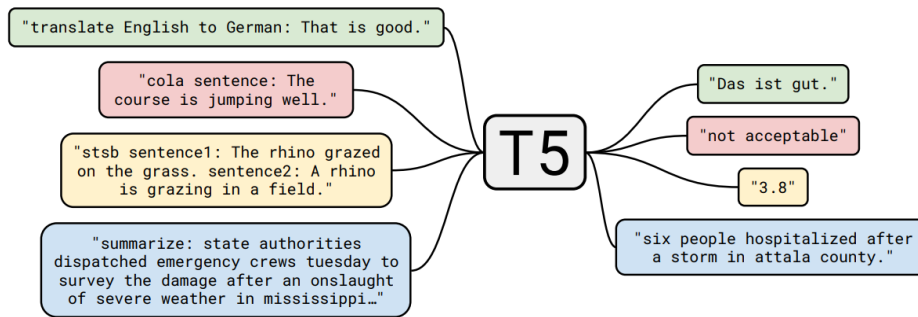 "translate English to German: That is good."
"cola sentence: The
course is jumping well."
"stsb sentence1: The rhino grazed
on the grass. sentence2: A rhino
is grazing in a field."
"summarize: state authorities
dispatched emergency crews tuesday to
survey the damage after an onslaught
of severe weather in mississippi…"
T5
"Das ist gut."
"not acceptable"
"3.8"
"six people hospitalized after
a storm in attala county."